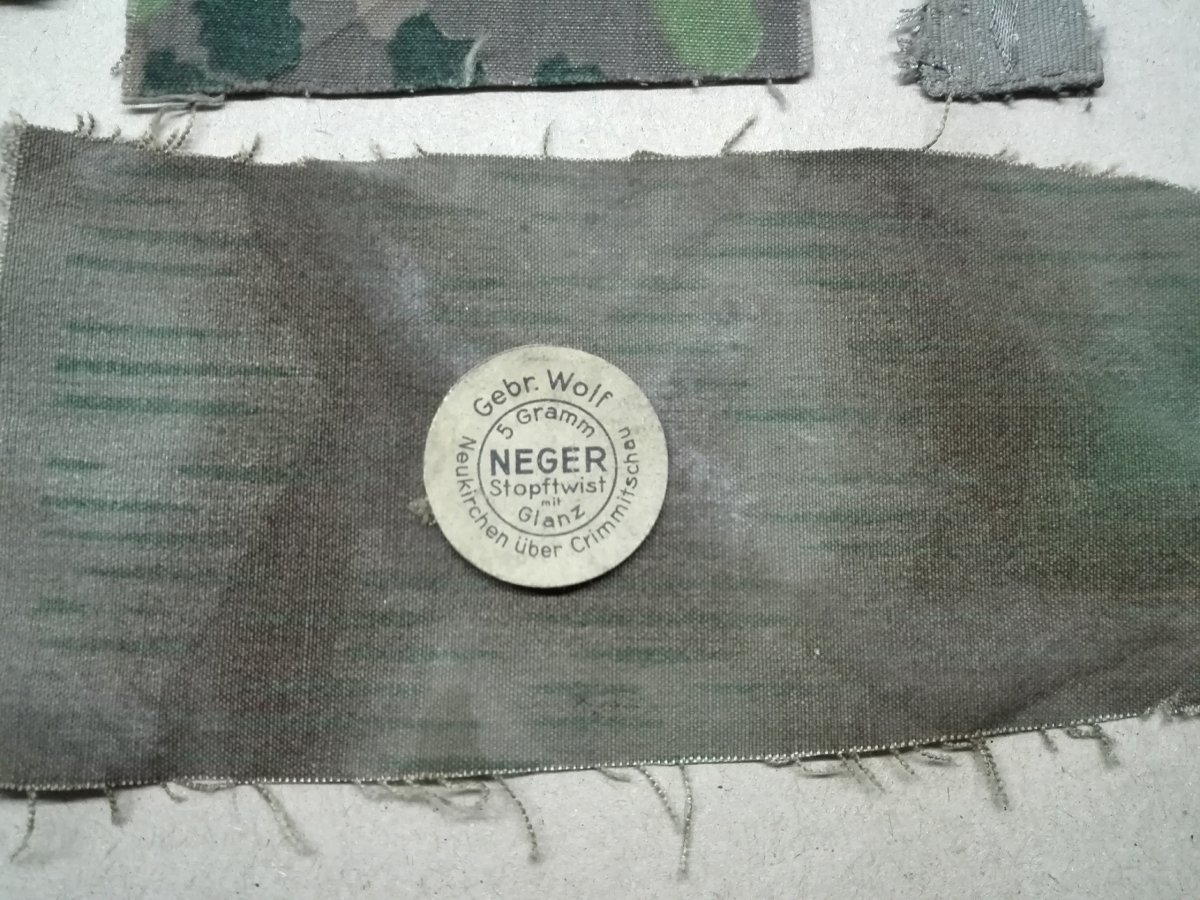 Gebr. Wolf
5 Gramm
NEGER
Stopftwist
mit
Glanz
Neukirchen über Crimmitschau